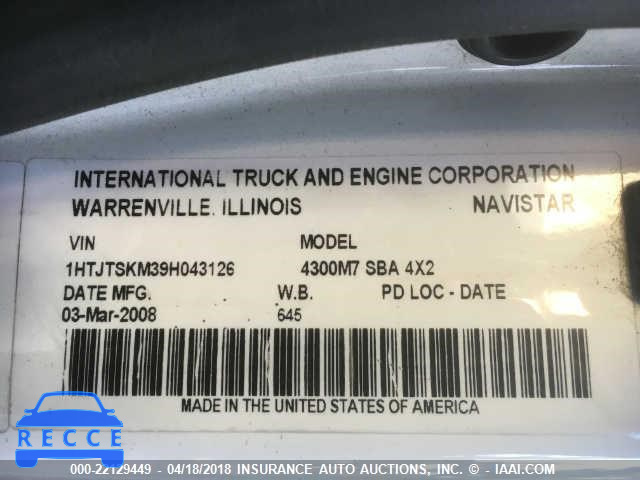 INTERNATIONAL TRUCK AND ENGINE CORPORATION
WARRENVILLE. ILLINOIS NAVISTAR
VIN MODEL
1HTJTSKM39H043126 4300M7 SBA 4X2
DATE MFG. W.B. PD LOC - DATE
03-Mar-2008 645
MADE IN THE UNITED STATES OF AMERICA
RECCE
000-22129449 - 04/18/2018 INSURANCE AUTO AUCTIONS, INC. © - IAAI.COM